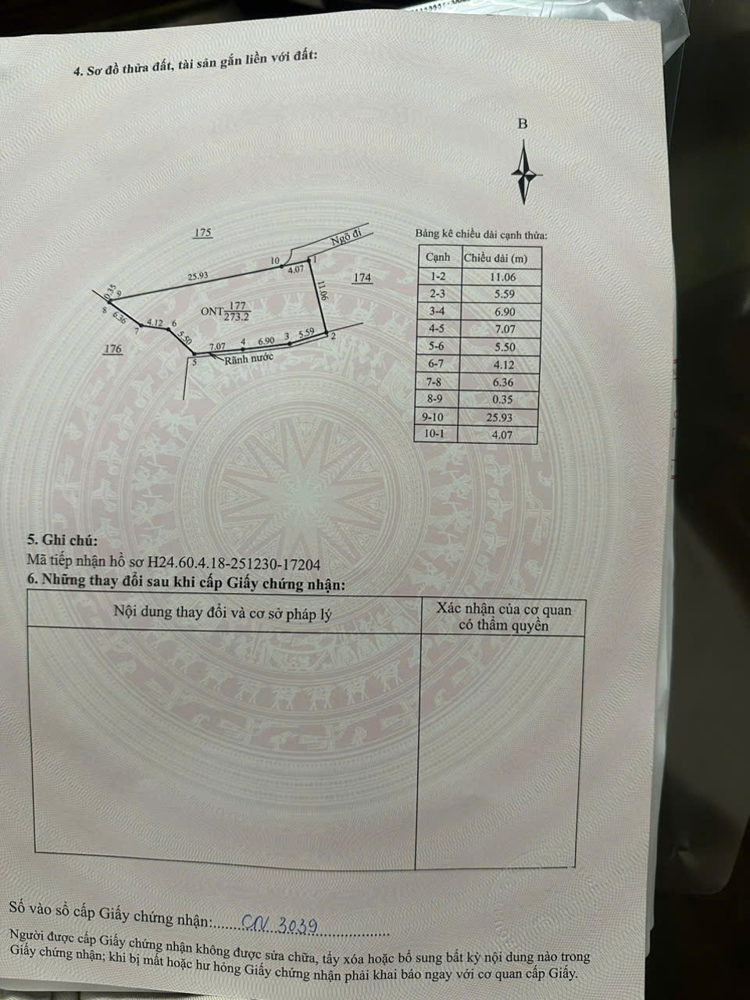 4. Sơ đồ thửa đất, tài sản gắn liền với đất:
B
175
Ngõ đi
10
1
4.07
25.93
11.06
174
0.35
9
8
6.36
ONT 177
273.2
4.12
6
7
5.50
176
7.07
4
6.90
3
5.59
2
5
Rãnh nước
Bảng kê chiều dài cạnh thửa:
Cạnh Chiều dài (m)
1-2 11.06
2-3 5.59
3-4 6.90
4-5 7.07
5-6 5.50
6-7 4.12
7-8 6.36
8-9 0.35
9-10 25.93
10-1 4.07
5. Ghi chú:
Mã tiếp nhận hồ sơ H24.60.4.18-251230-17204
6. Những thay đổi sau khi cấp Giấy chứng nhận:
Nội dung thay đổi và cơ sở pháp lý
Xác nhận của cơ quan
có thẩm quyền
Số vào sổ cấp Giấy chứng nhận:......CN 3039......
Người được cấp Giấy chứng nhận không được sửa chữa, tẩy xóa hoặc bổ sung bất kỳ nội dung nào trong
Giấy chứng nhận; khi bị mất hoặc hư hỏng Giấy chứng nhận phải khai báo ngay với cơ quan cấp Giấy.